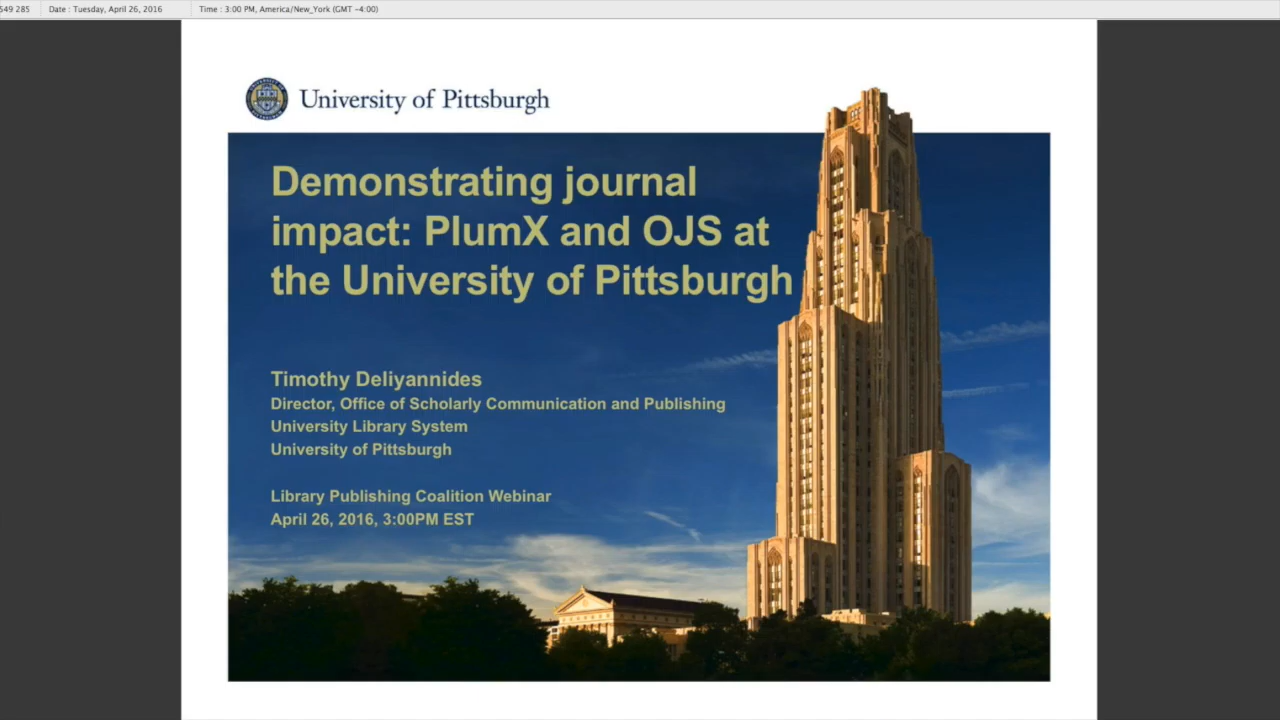 549 285 Date : Tuesday, April 26, 2016 Time : 3:00 PM, America/New_York (GMT -4:00)
University of Pittsburgh
Demonstrating journal
impact: PlumX and OJS at
the University of Pittsburgh
Timothy Deliyannides
Director, Office of Scholarly Communication and Publishing
University Library System
University of Pittsburgh
Library Publishing Coalition Webinar
April 26, 2016, 3:00PM EST